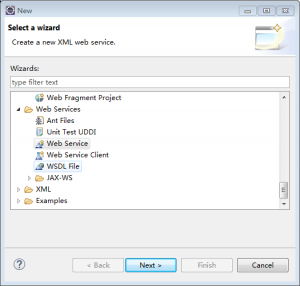 New
Select a wizard
Create a new XML web service.
Wizards:
type filter text
Web Fragment Project
Web Services
Ant Files
Unit Test UDDI
Web Service
Web Service Client
WSDL File
JAX-WS
XML
Examples
?
< Back
Next >
Finish
Cancel